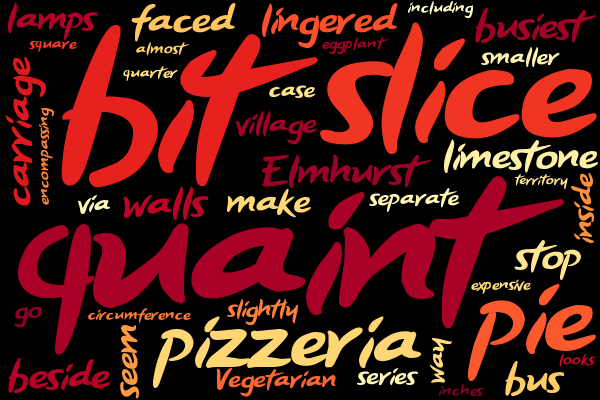 lamps
faced
lingered
including
busiest
square
almost
eggplant
smaller
carriage
quarter
bit
case
slice
encompassing
village
Elmhurst
limestone
territory
via
walls
make
separate
inside
quaint
stop
go
circumference
slightly
expensive
seem
pizzeria
pie
way
looks
beside
Vegetarian
series
inches
bus